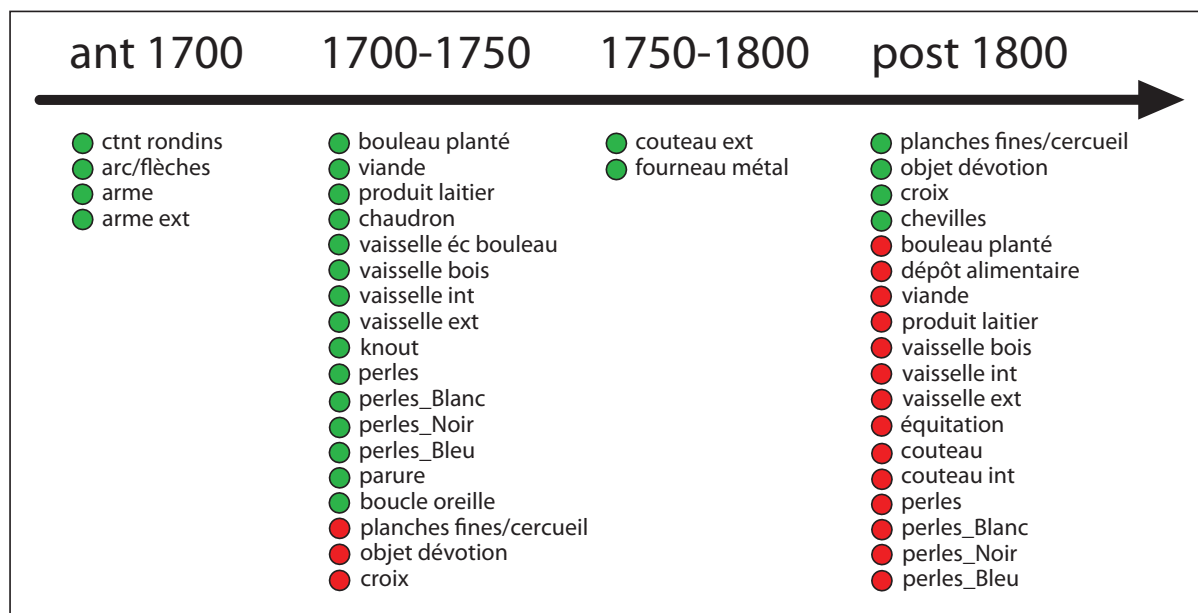 ant 1700
1700-1750
1750-1800
post 1800
ctnt rondins
arc/flèches
arme
arme ext
bouleau planté
viande
produit laitier
chaudron
vaisselle éc bouleau
vaisselle bois
vaisselle int
vaisselle ext
knout
perles
perles_Blanc
perles_Noir
perles_Bleu
parure
boucle oreille
planches fines/cercueil
objet dévotion
croix
couteau ext
fourneau métal
planches fines/cercueil
objet dévotion
croix
chevilles
bouleau planté
dépôt alimentaire
viande
produit laitier
vaisselle bois
vaisselle int
vaisselle ext
équitation
couteau
couteau int
perles
perles_Blanc
perles_Noir
perles_Bleu